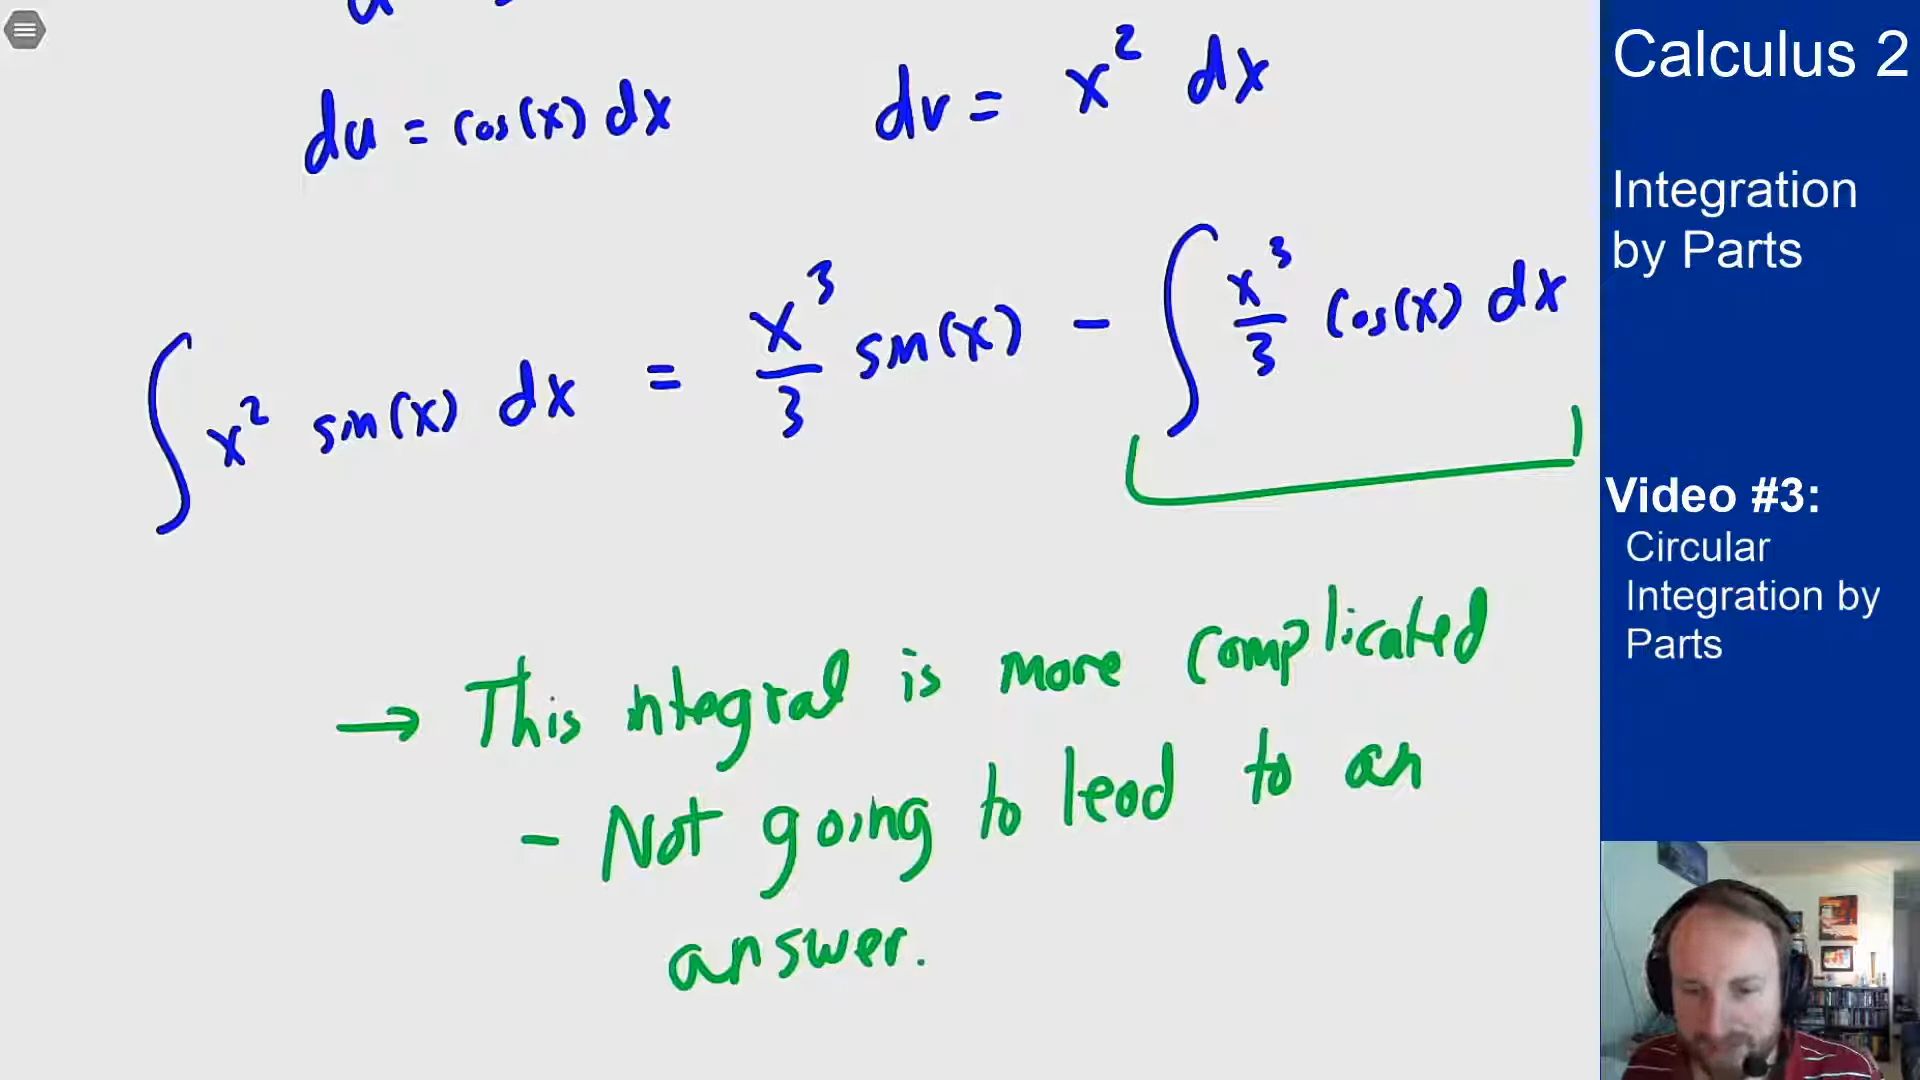 du = cos(x) dx    dv = x² dx
∫ x² sin(x) dx = x³/3 sin(x) - ∫ x³/3 cos(x) dx
→ This integral is more complicated
- Not going to lead to an
answer.
Calculus 2
Integration
by Parts
Video #3:
Circular
Integration by
Parts